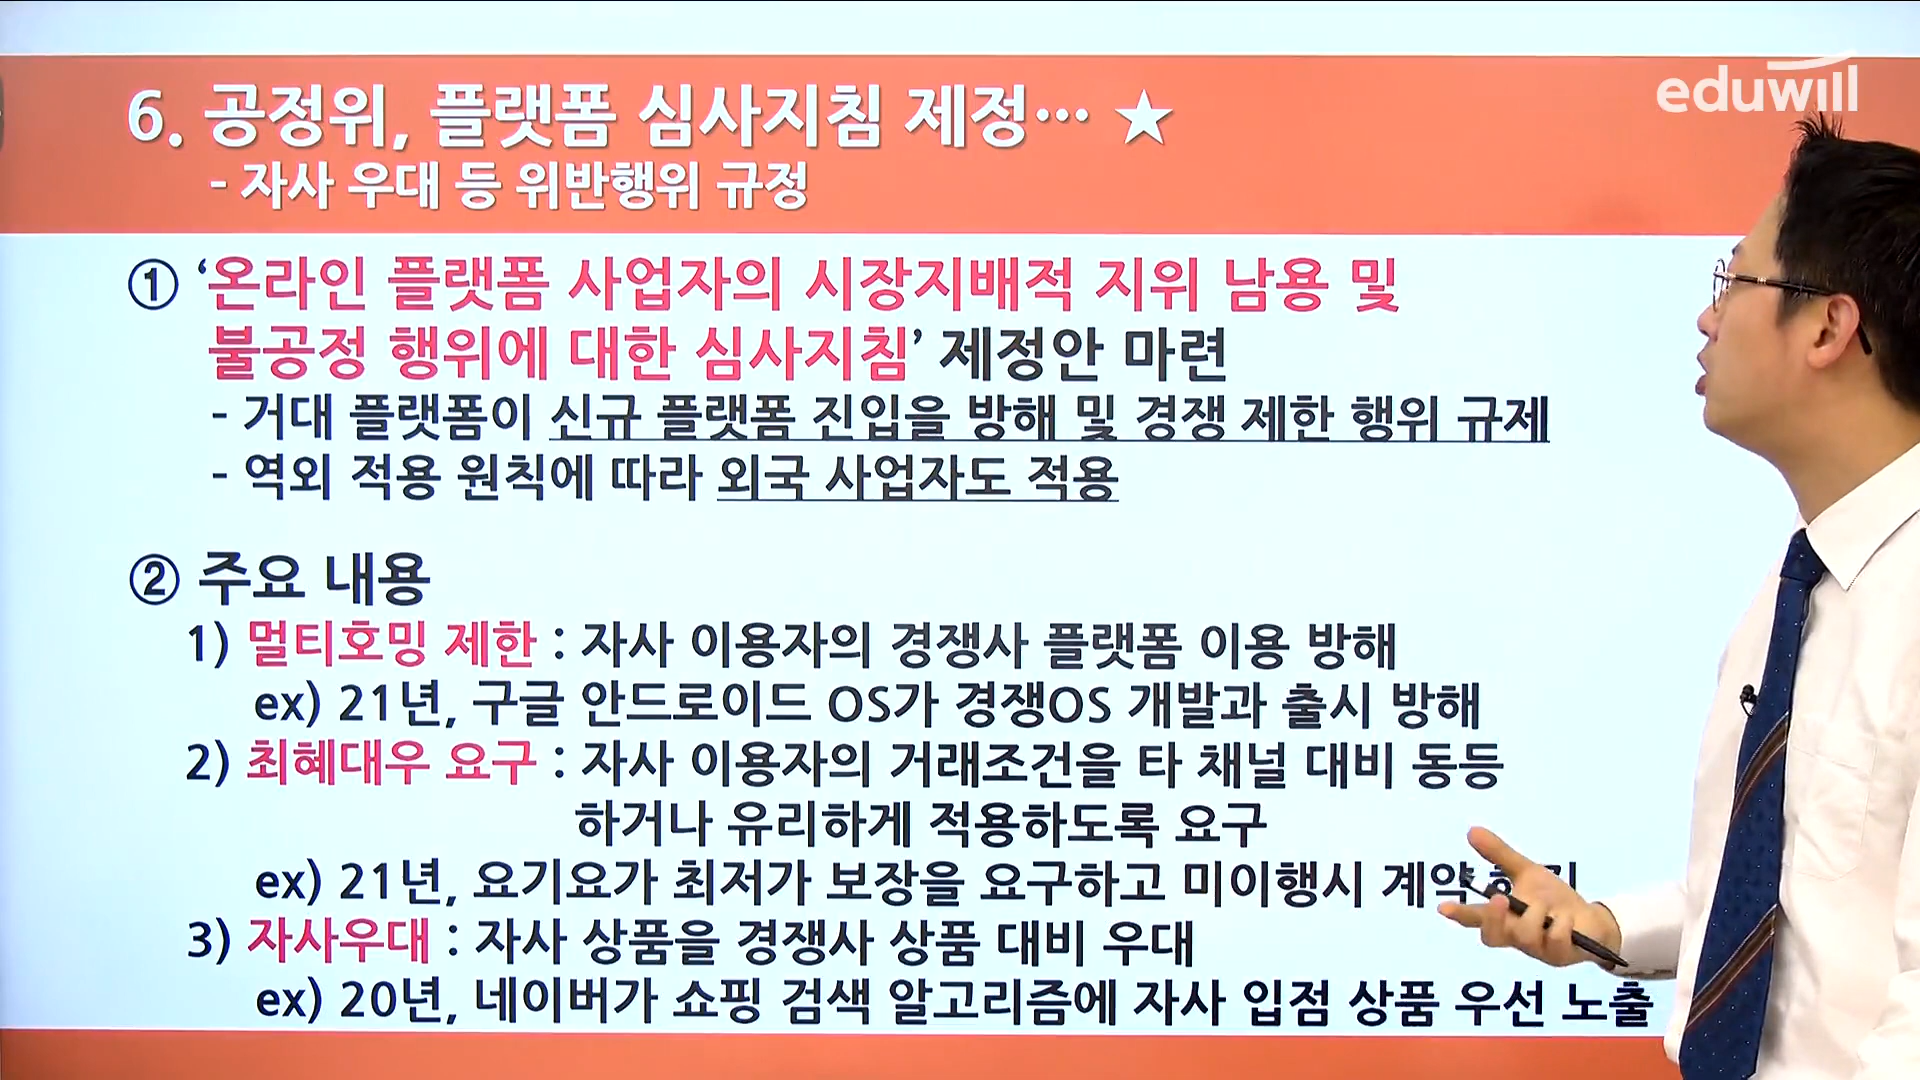 eduwill
6. 공정위, 플랫폼 심사지침 제정… ★
- 자사 우대 등 위반행위 규정
① ‘온라인 플랫폼 사업자의 시장지배적 지위 남용 및
불공정 행위에 대한 심사지침’ 제정안 마련
- 거대 플랫폼이 신규 플랫폼 진입을 방해 및 경쟁 제한 행위 규제
- 역외 적용 원칙에 따라 외국 사업자도 적용
② 주요 내용
1) 멀티호밍 제한 : 자사 이용자의 경쟁사 플랫폼 이용 방해
ex) 21년, 구글 안드로이드 OS가 경쟁OS 개발과 출시 방해
2) 최혜대우 요구 : 자사 이용자의 거래조건을 타 채널 대비 동등
하거나 유리하게 적용하도록 요구
ex) 21년, 요기요가 최저가 보장을 요구하고 미이행시 계약
3) 자사우대 : 자사 상품을 경쟁사 상품 대비 우대
ex) 20년, 네이버가 쇼핑 검색 알고리즘에 자사 입점 상품 우선 노출